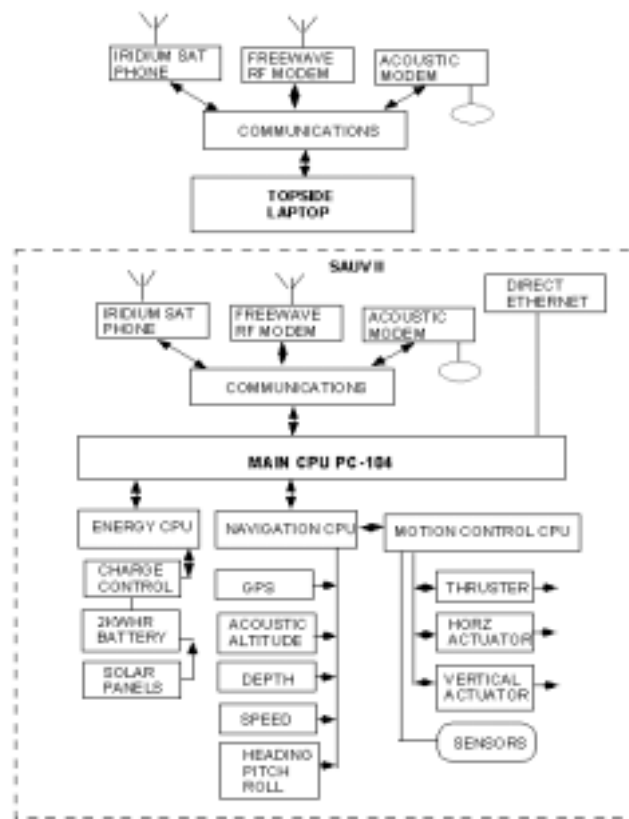 IRIDIUM SAT
PHONE
FREEWAVE
RF MODEM
ACOUSTIC
MODEM
COMMUNICATIONS
TOPSIDE
LAPTOP
SAUV II
DIRECT
ETHERNET
IRIDIUM SAT
PHONE
FREEWAVE
RF MODEM
ACOUSTIC
MODEM
COMMUNICATIONS
MAIN CPU PC-104
ENERGY CPU
NAVIGATION CPU
MOTION CONTROL CPU
CHARGE
CONTROL
2KWHR
BATTERY
SOLAR
PANELS
GPS
ACOUSTIC
ALTITUDE
DEPTH
SPEED
HEADING
PITCH
ROLL
THRUSTER
HORZ
ACTUATOR
VERTICAL
ACTUATOR
SENSORS